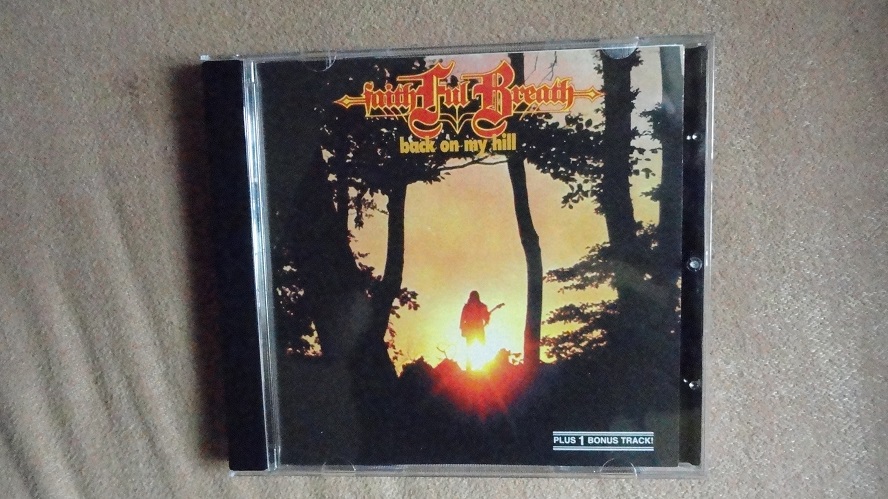 faithFul Breath
back on my hill
PLUS 1 BONUS TRACK!